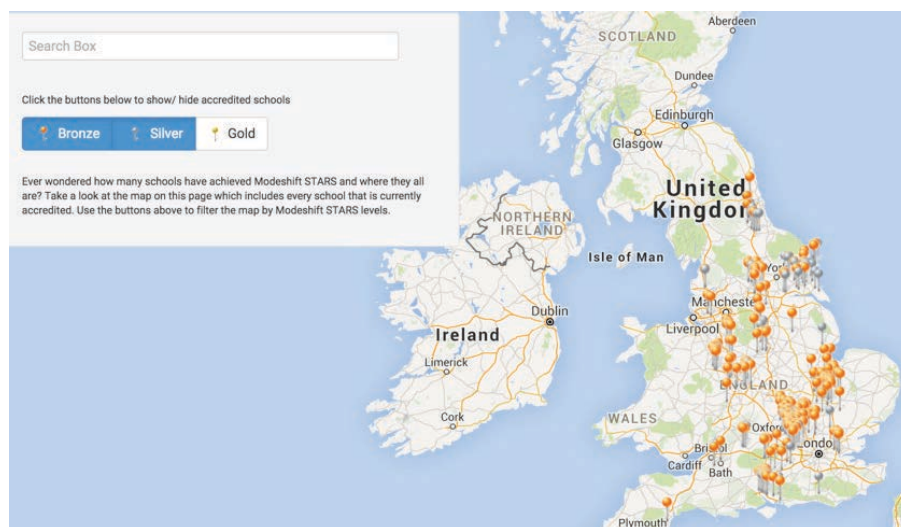 Search Box
Click the buttons below to show/ hide accredited schools
Bronze Silver Gold
Ever wondered how many schools have achieved Modeshift STARS and where they all
are? Take a look at the map on this page which includes every school that is currently
accredited. Use the buttons above to filter the map by Modeshift STARS levels.
Aberdeen
SCOTLAND
Dundee
Edinburgh
Glasgow
United
Kingdom
NORTHERN
IRELAND
Isle of Man
Dublin
Manchester
Liverpool
Ireland
Limerick
ENGLAND
Cork
WALES
Oxford
Bristol
Cardiff
Bath
Plymouth